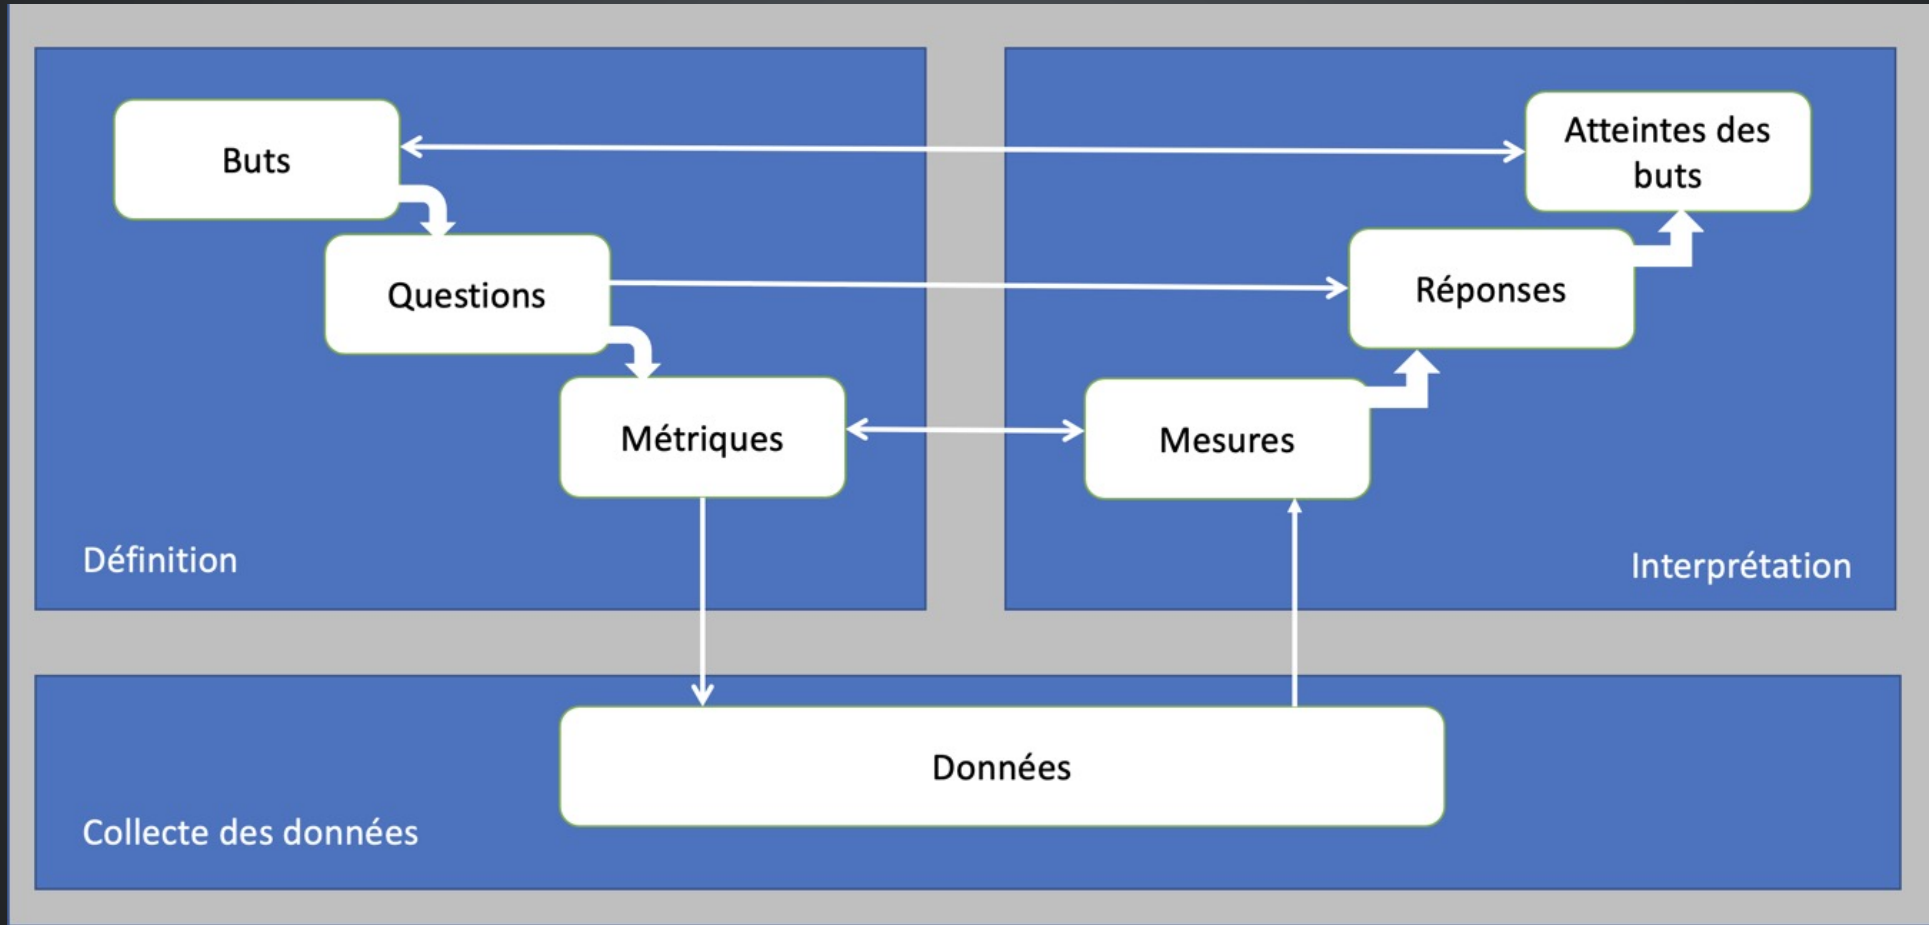 Buts
Questions
Métriques
Définition
Atteintes des
buts
Réponses
Mesures
Interprétation
Données
Collecte des données